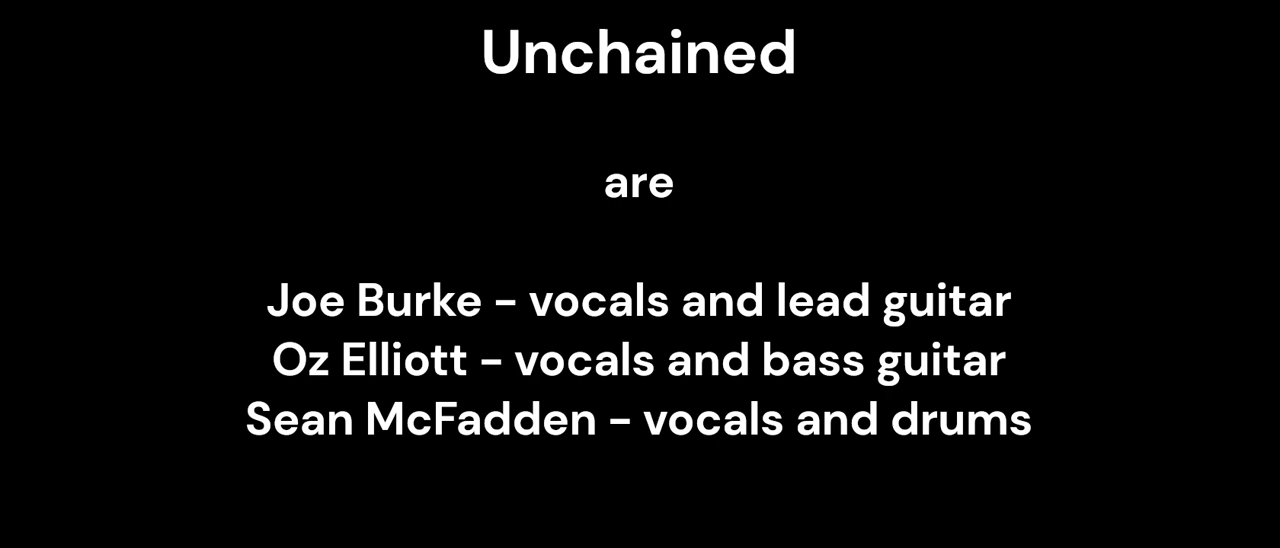 Unchained
are
Joe Burke - vocals and lead guitar
Oz Elliott - vocals and bass guitar
Sean McFadden - vocals and drums